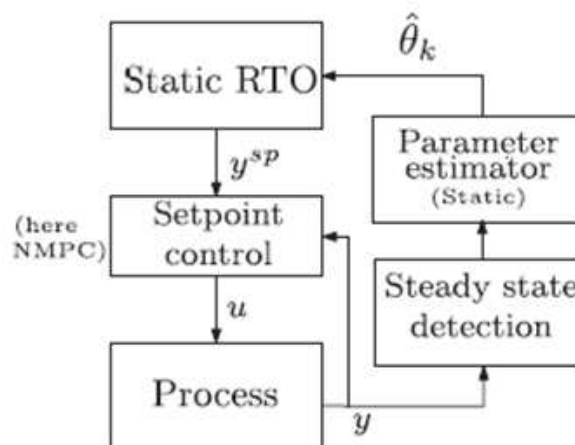 θ̂ₖ
Static RTO
Parameter
estimator
(Static)
y^{sp}
(here
NMPC)
Setpoint
control
Steady state
detection
u
Process
y